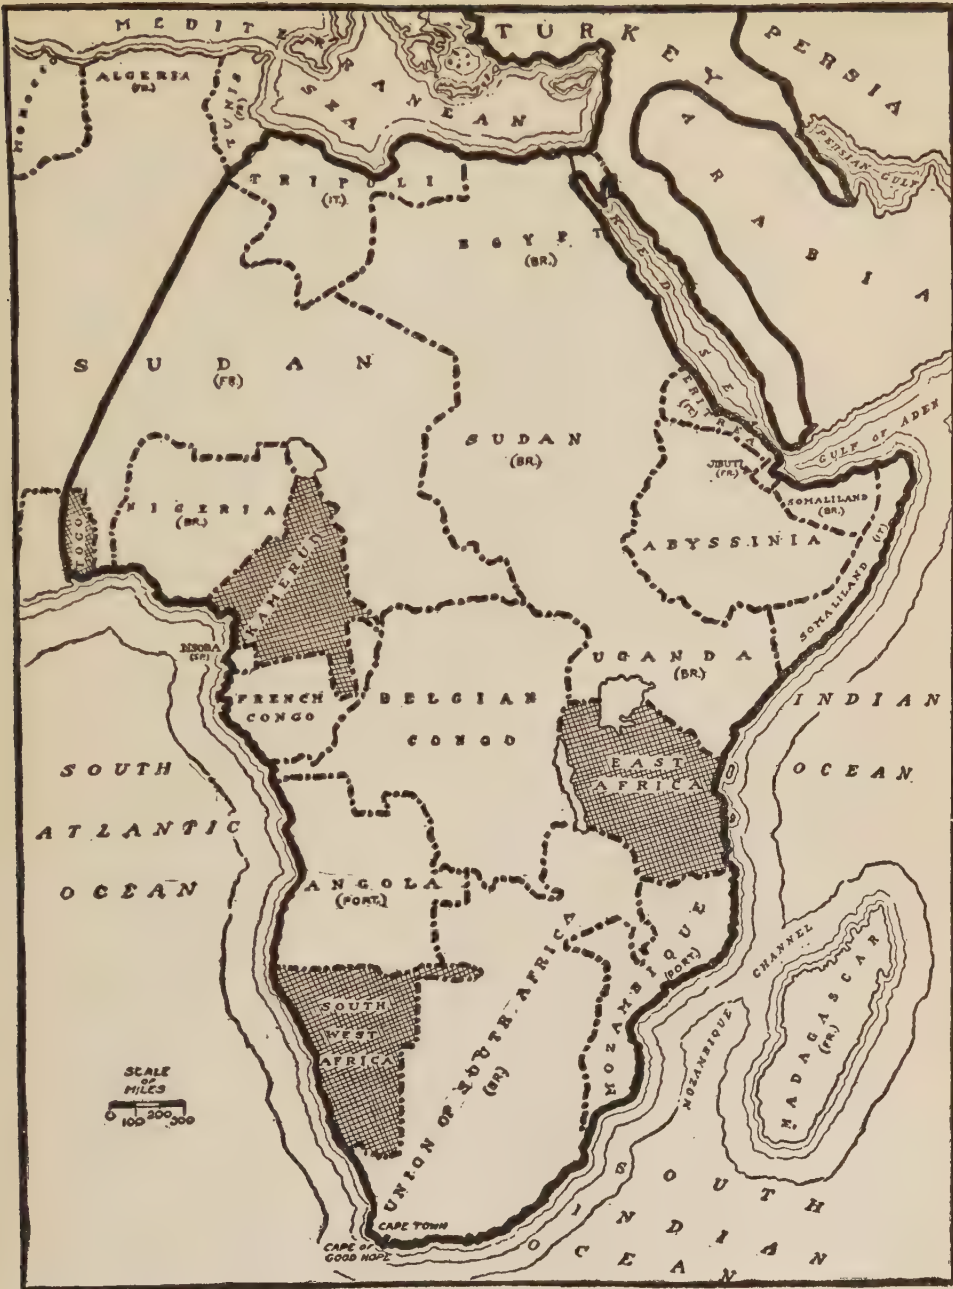 MEDITERRANEAN
SEA
TURKEY
PERSIA
MOROCCO
ALGERIA
(FR.)
TUNIS
(FR.)
TRIPOLI
(IT.)
EGYPT
(BR.)
ARABIA
PERSIAN GULF
RED SEA
SUDAN
(FR.)
SUDAN
(BR.)
ERITREA
(IT.)
GULF OF ADEN
JIBUTI
(FR.)
SOMALILAND
(BR.)
ABYSSINIA
SOMALILAND
(IT.)
TOGO
NIGERIA
(BR.)
KAMERUN
(SP.)
UGANDA
(BR.)
FRENCH
CONGO
BELGIAN
CONGO
EAST
AFRICA
INDIAN
OCEAN
SOUTH
ATLANTIC
OCEAN
ANGOLA
(PORT.)
SOUTH
WEST
AFRICA
UNION OF SOUTH AFRICA
(BR.)
MOZAMBIQUE
(PORT.)
MOZANBIQUE CHANNEL
MADAGASCAR
(FR.)
SCALE
OF
MILES
0 100 200 300
CAPE TOWN
CAPE OF
GOOD HOPE
SOUTH
INDIAN
OCEAN